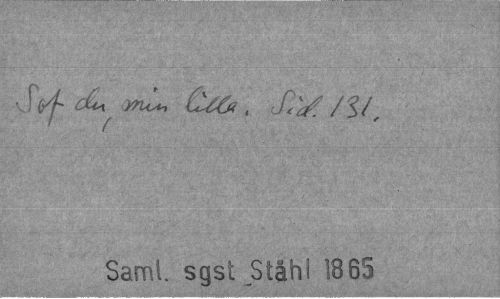 Sof du, min lilla. Sid. 131.
Saml. sgst Ståhl 1865